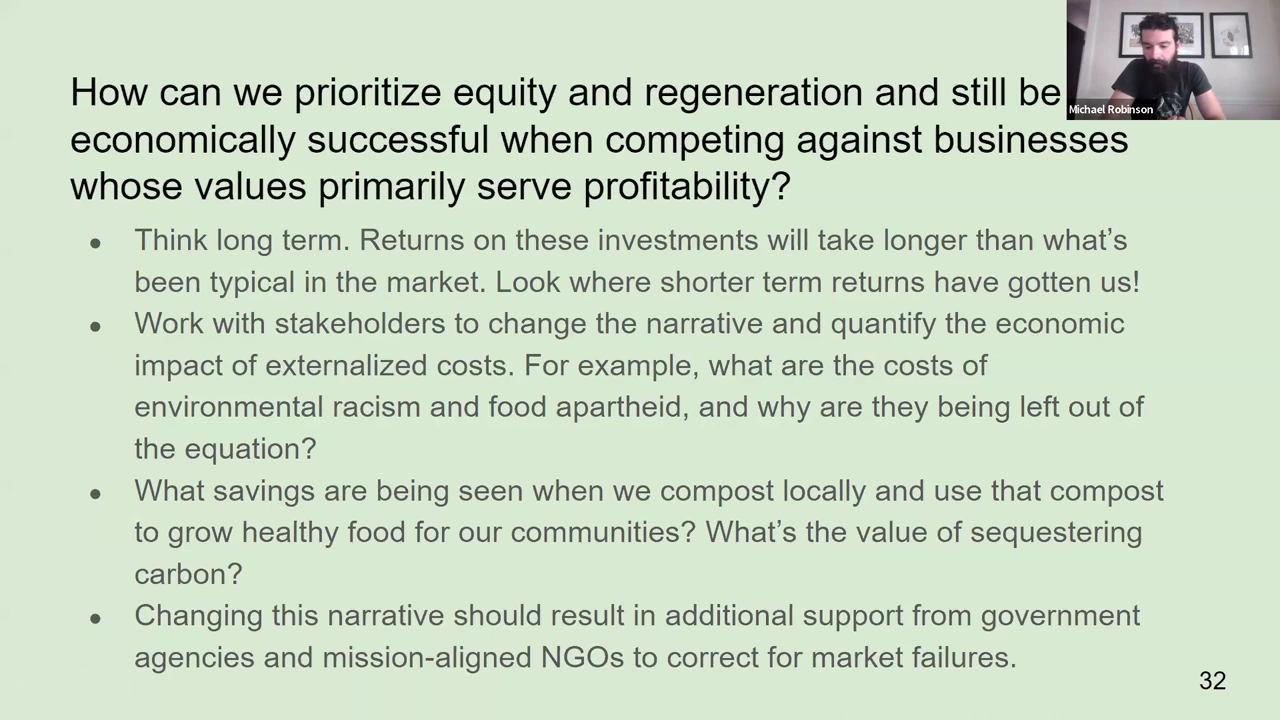 How can we prioritize equity and regeneration and still be
economically successful when competing against businesses
whose values primarily serve profitability?
Michael Robinson
● Think long term. Returns on these investments will take longer than what’s
been typical in the market. Look where shorter term returns have gotten us!
● Work with stakeholders to change the narrative and quantify the economic
impact of externalized costs. For example, what are the costs of
environmental racism and food apartheid, and why are they being left out of
the equation?
● What savings are being seen when we compost locally and use that compost
to grow healthy food for our communities? What’s the value of sequestering
carbon?
● Changing this narrative should result in additional support from government
agencies and mission-aligned NGOs to correct for market failures.
32